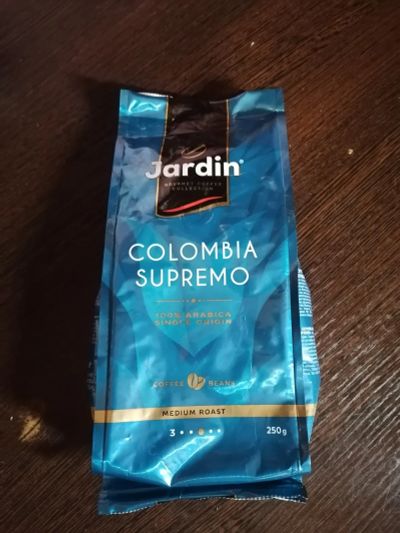 Jardin®
GOURMET COFFEE
COLLECTION
COLOMBIA
SUPREMO
100% ARABICA
SINGLE ORIGIN
COFFEE BEANS
MEDIUM ROAST
3
250g